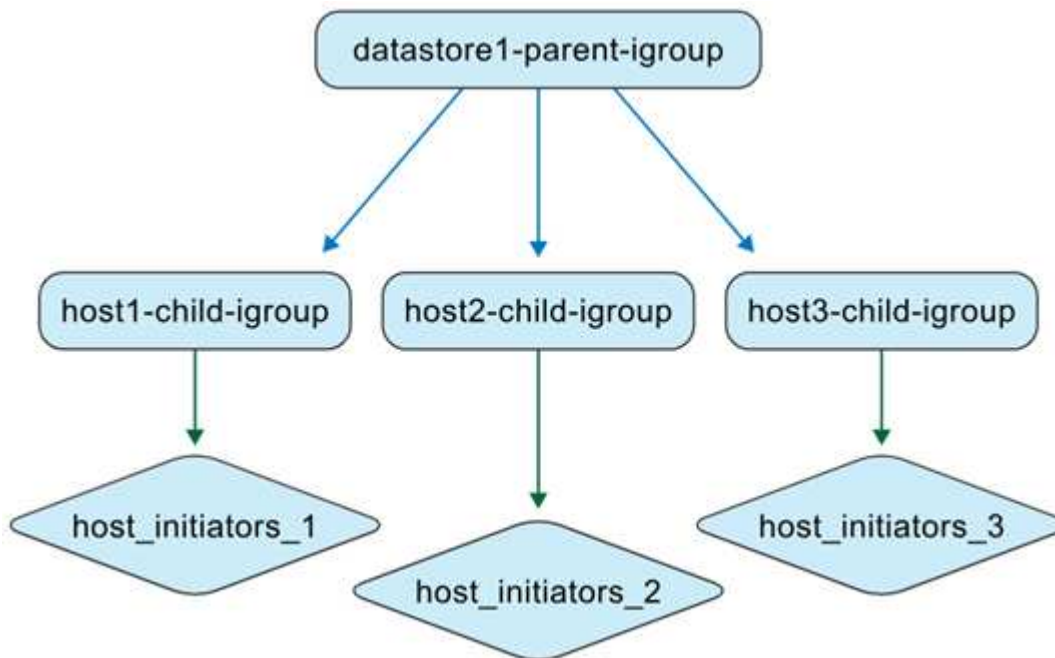 datastore1-parent-igroup
host1-child-igroup
host2-child-igroup
host3-child-igroup
host_initiators_1
host_initiators_2
host_initiators_3